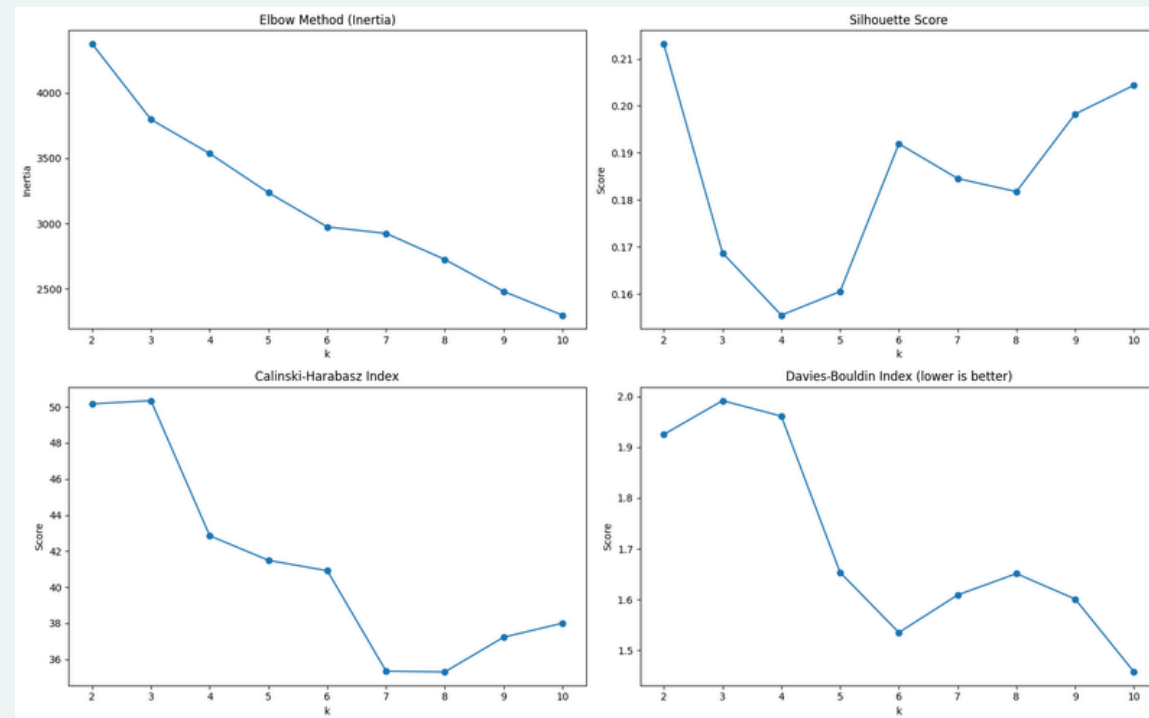 Elbow Method (Inertia)
4000
3500
3000
2500
Inertia
2 3 4 5 6 7 8 9 10
k
Silhouette Score
0.21
0.20
0.19
0.18
0.17
0.16
Score
2 3 4 5 6 7 8 9 10
k
Calinski-Harabasz Index
50
48
46
44
42
40
38
36
Score
2 3 4 5 6 7 8 9 10
k
Davies-Bouldin Index (lower is better)
2.0
1.9
1.8
1.7
1.6
1.5
Score
2 3 4 5 6 7 8 9 10
k